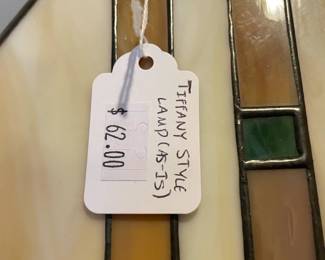 TIFFANY STYLE
LAMP (AS-IS)
$ 62.00